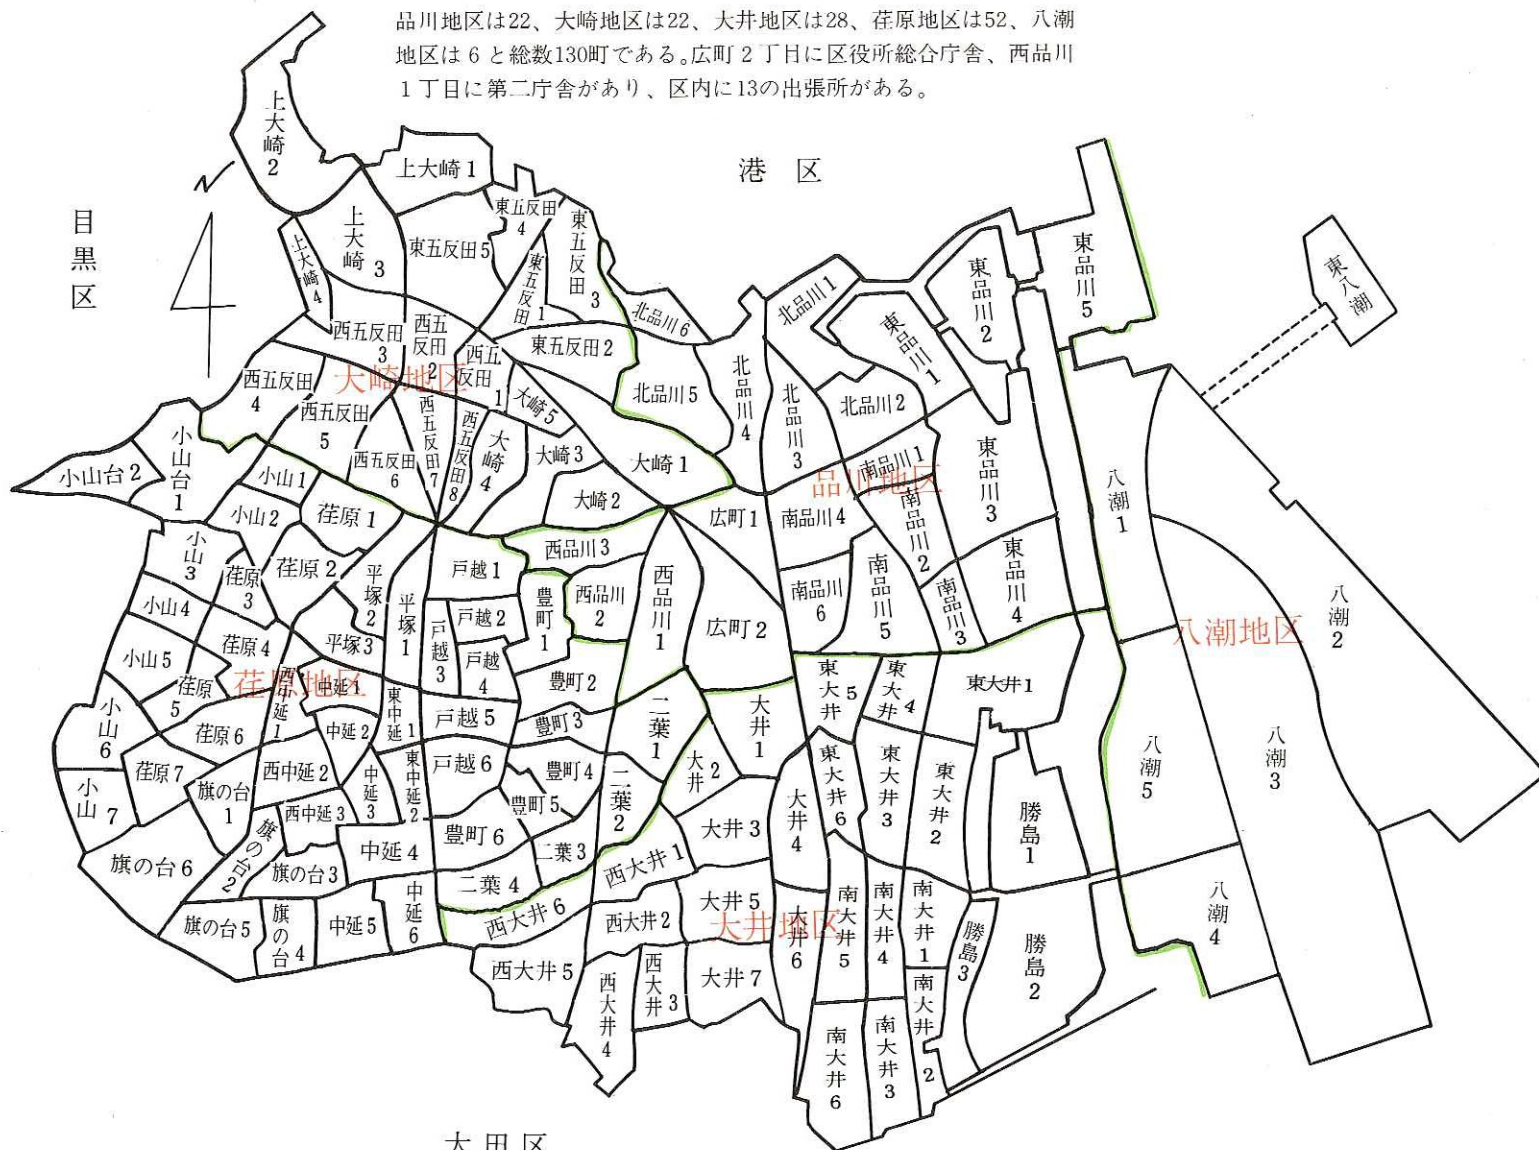 品川地区は22、大崎地区は22、大井地区は28、荏原地区は52、八潮
地区は6と総数130町である。広町2丁目に区役所総合庁舎、西品川
1丁目に第二庁舎があり、区内に13の出張所がある。
港区
目黒区
N
上大崎2
上大崎1
上大崎3
上大崎4
東五反田4
東五反田5
東五反田3
東五反田1
東五反田2
西五反田3
西五反田2
西五反田1
西五反田4
西五反田5
西五反田6
西五反田7
西五反田8
大崎地区
大崎5
大崎4
大崎3
大崎2
大崎1
北品川6
北品川5
北品川4
北品川3
北品川1
北品川2
東品川1
東品川2
東品川5
東品川3
東品川4
東八潮
品川地区
南品川1
南品川2
南品川4
南品川6
南品川5
南品川3
広町1
広町2
西品川3
西品川2
西品川1
小山台2
小山台1
小山1
小山2
小山3
小山4
小山5
小山6
小山7
荏原1
荏原2
荏原3
荏原4
荏原5
荏原6
荏原7
荏原地区
平塚2
平塚1
平塚3
戸越1
戸越2
戸越3
戸越4
戸越5
戸越6
豊町1
豊町2
豊町3
豊町4
豊町5
豊町6
中延1
中延2
中延3
中延4
中延5
中延6
東中延1
東中延2
西中延1
西中延2
西中延3
旗の台1
旗の台2
旗の台3
旗の台4
旗の台5
旗の台6
二葉1
二葉2
二葉3
二葉4
大井1
大井2
大井3
大井4
大井5
大井6
大井7
大井地区
西大井1
西大井2
西大井3
西大井4
西大井5
西大井6
東大井5
東大井4
東大井1
東大井6
東大井3
東大井2
南大井5
南大井4
南大井1
南大井2
南大井3
南大井6
勝島1
勝島3
勝島2
八潮1
八潮2
八潮3
八潮5
八潮4
八潮地区
大田区